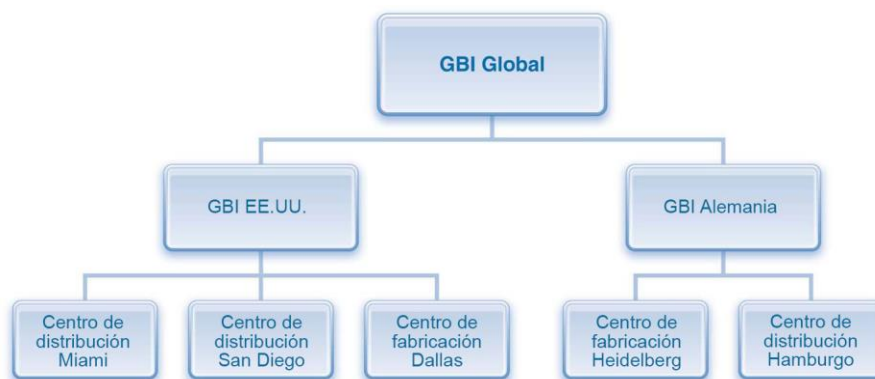 GBI Global
GBI EE.UU.
GBI Alemania
Centro de
distribución
Miami
Centro de
distribución
San Diego
Centro de
fabricación
Dallas
Centro de
fabricación
Heidelberg
Centro de
distribución
Hamburgo